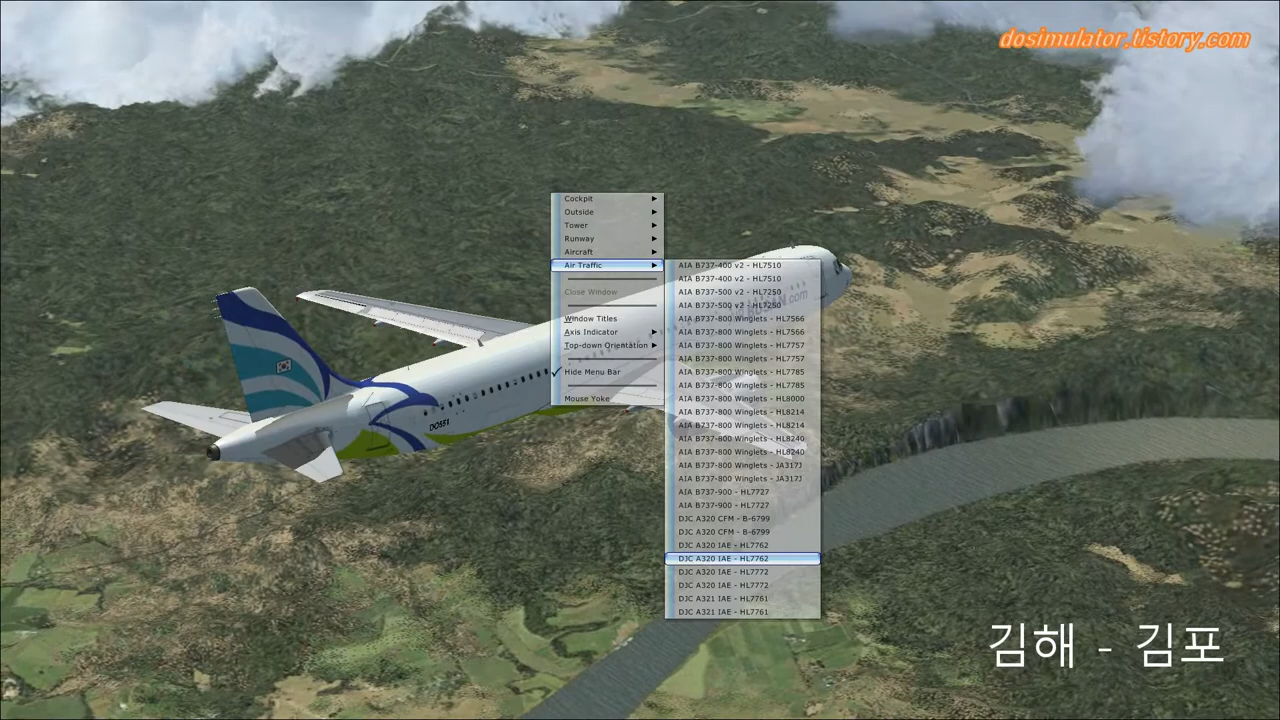 dosimulator.tistory.com
Cockpit
Outside
Tower
Runway
Aircraft
Air Traffic
Close Window
Window Titles
Axis Indicator
Top-down Orientation
Hide Menu Bar
Mouse Yoke
AIA B737-400 v2 - HL7510
AIA B737-400 v2 - HL7510
AIA B737-500 v2 - HL7250
AIA B737-500 v2 - HL7250
AIA B737-800 Winglets - HL7566
AIA B737-800 Winglets - HL7566
AIA B737-800 Winglets - HL7757
AIA B737-800 Winglets - HL7757
AIA B737-800 Winglets - HL7785
AIA B737-800 Winglets - HL7785
AIA B737-800 Winglets - HL8000
AIA B737-800 Winglets - HL8214
AIA B737-800 Winglets - HL8214
AIA B737-800 Winglets - HL8240
AIA B737-800 Winglets - HL8240
AIA B737-800 Winglets - JA317J
AIA B737-800 Winglets - JA317J
AIA B737-900 - HL7727
AIA B737-900 - HL7727
DJC A320 CFM - B-6799
DJC A320 CFM - B-6799
DJC A320 IAE - HL7762
DJC A320 IAE - HL7762
DJC A320 IAE - HL7772
DJC A320 IAE - HL7772
DJC A321 IAE - HL7761
DJC A321 IAE - HL7761
김해 - 김포